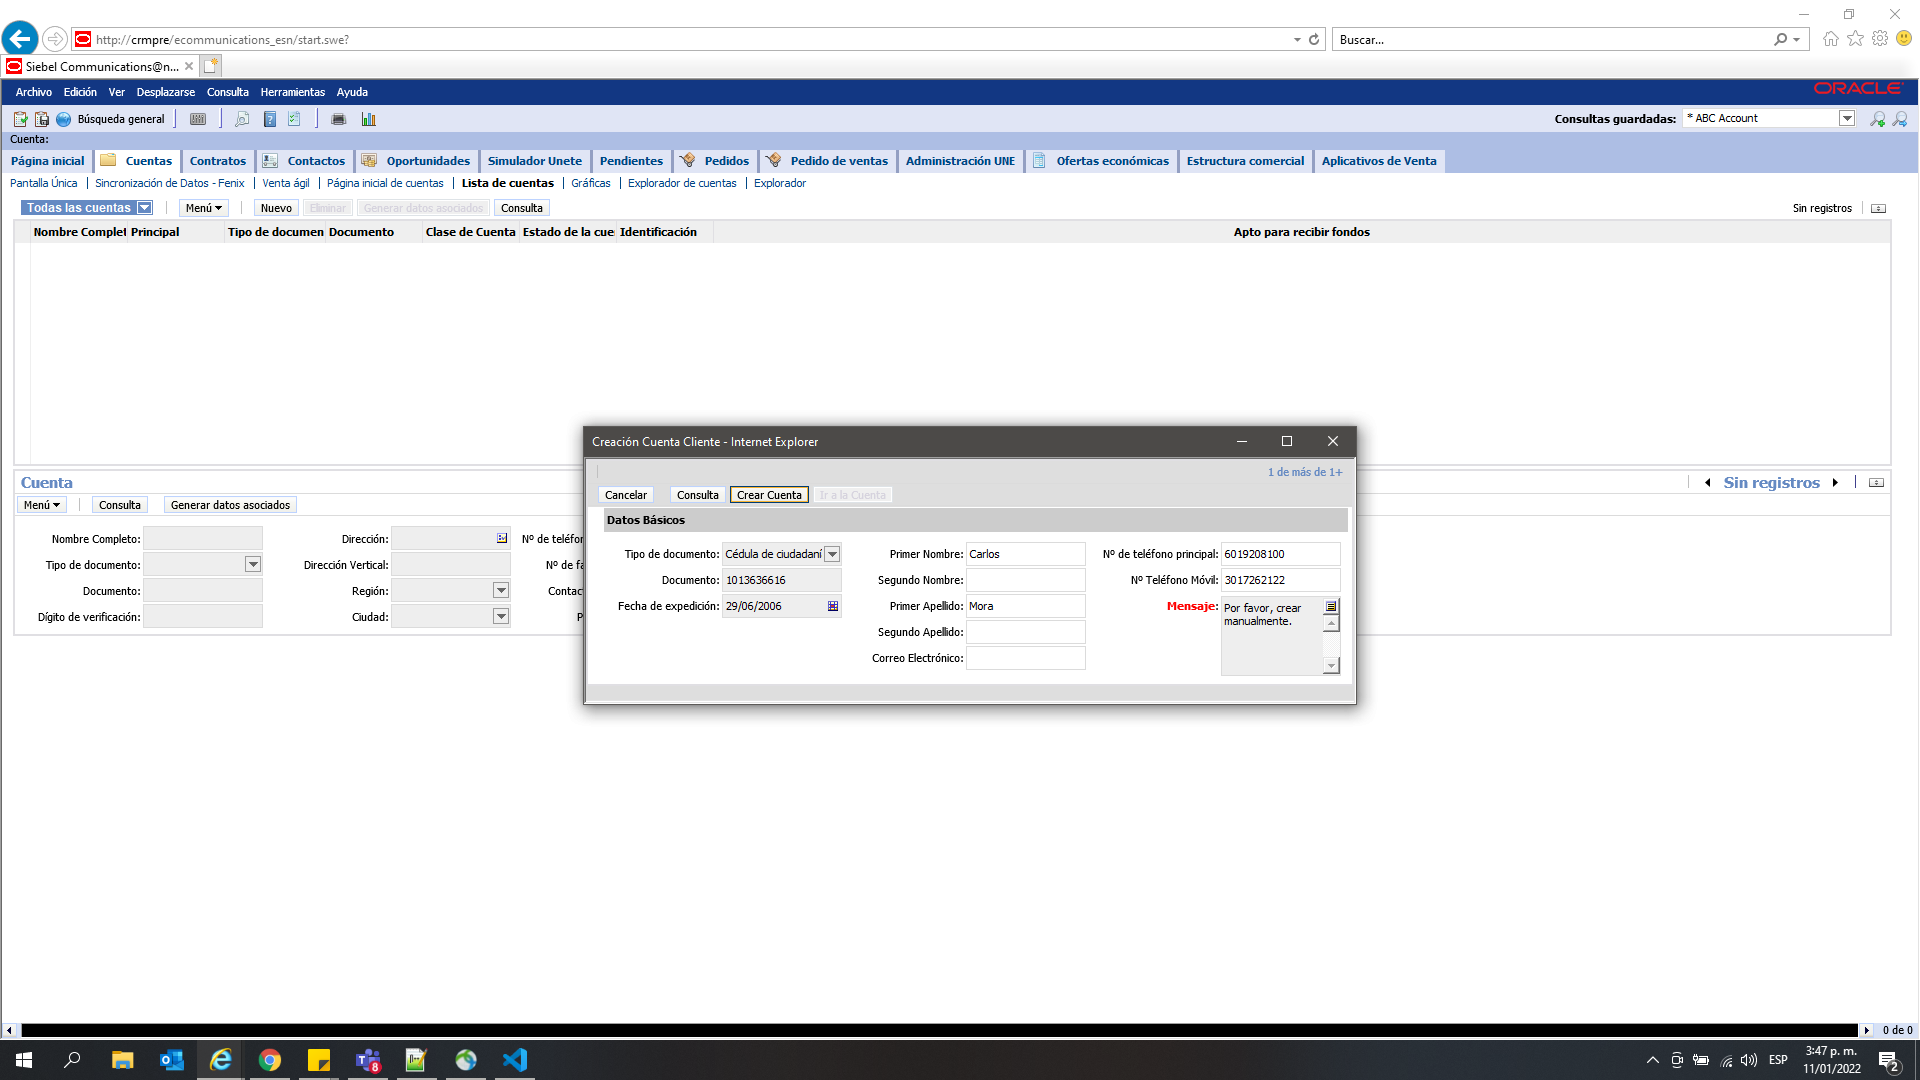 http://crmpre/ecommunications_esn/start.swe?
Buscar...
Siebel Communications@n...
Archivo Edición Ver Desplazarse Consulta Herramientas Ayuda
ORACLE
Búsqueda general
Consultas guardadas: * ABC Account
Cuenta:
Página inicial Cuentas Contratos Contactos Oportunidades Simulador Unete Pendientes Pedidos Pedido de ventas Administración UNE Ofertas económicas Estructura comercial Aplicativos de Venta
Pantalla Única Sincronización de Datos - Fenix Venta ágil Página inicial de cuentas Lista de cuentas Gráficas Explorador de cuentas Explorador
Todas las cuentas Menú Nuevo Eliminar Generar datos asociados Consulta Sin registros
Nombre Complet Principal Tipo de documen Documento Clase de Cuenta Estado de la cuei Identificación Apto para recibir fondos
Creación Cuenta Cliente - Internet Explorer
1 de más de 1+
Cancelar Consulta Crear Cuenta Ir a la Cuenta
Datos Básicos
Tipo de documento: Cédula de ciudadaní
Documento: 1013636616
Fecha de expedición: 29/06/2006
Primer Nombre: Carlos
Segundo Nombre:
Primer Apellido: Mora
Segundo Apellido:
Correo Electrónico:
Nº de teléfono principal: 6019208100
Nº Teléfono Móvil: 3017262122
Mensaje: Por favor, crear
manualmente.
Cuenta
Sin registros
Menú Consulta Generar datos asociados
Nombre Completo:
Tipo de documento:
Documento:
Dígito de verificación:
Dirección:
Dirección Vertical:
Región:
Ciudad:
Nº de teléfor
Nº de fa
Contac
P
0 de 0
8
ESP
3:47 p. m.
11/01/2022
2